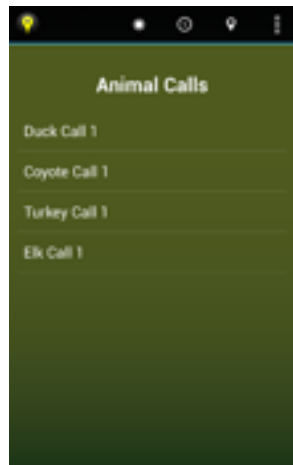 Animal Calls
Duck Call 1
Coyote Call 1
Turkey Call 1
Elk Call 1